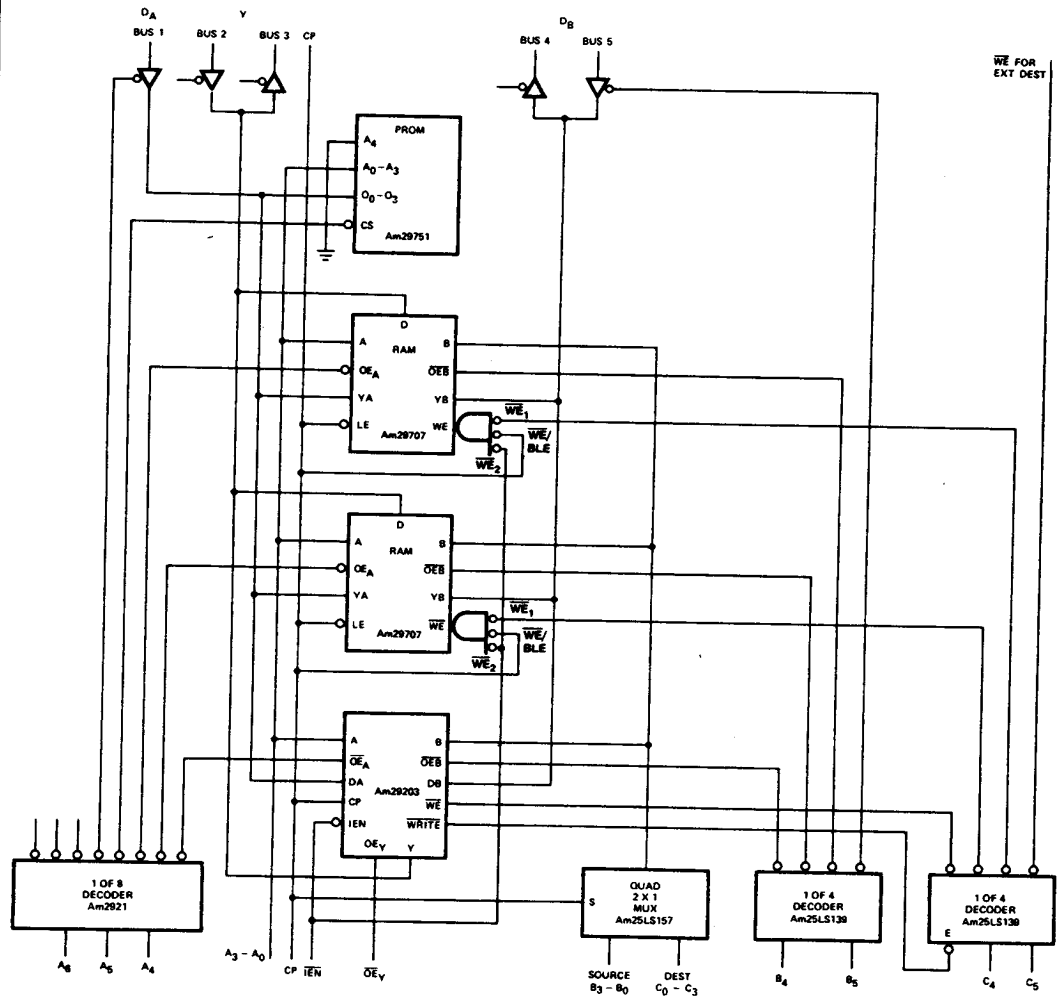 DA Y DB
BUS 1 BUS 2 BUS 3 CP BUS 4 BUS 5
WE FOR
EXT DEST
PROM
A4
A0 – A3
O0 – O3
CS
Am29751
D
A RAM B
OEA OEB
YA YB
LE WE
Am29707
WE1
WE/
BLE
WE2
D
A RAM B
OEA OEB
YA YB
LE WE
Am29707
WE1
WE/
BLE
WE2
A B
OEA OEB
DA Am29203 DB
CP WE
IEN WRITE
OEY Y
1 OF 8
DECODER
Am2921
A6 A5 A4
A3 – A0 CP IEN OEY
QUAD
2 X 1
S MUX
Am25LS157
SOURCE
B3 – B0
DEST
C0 – C3
1 OF 4
DECODER
Am25LS139
B4 B5
1 OF 4
DECODER
Am25LS139
E
C4 C5